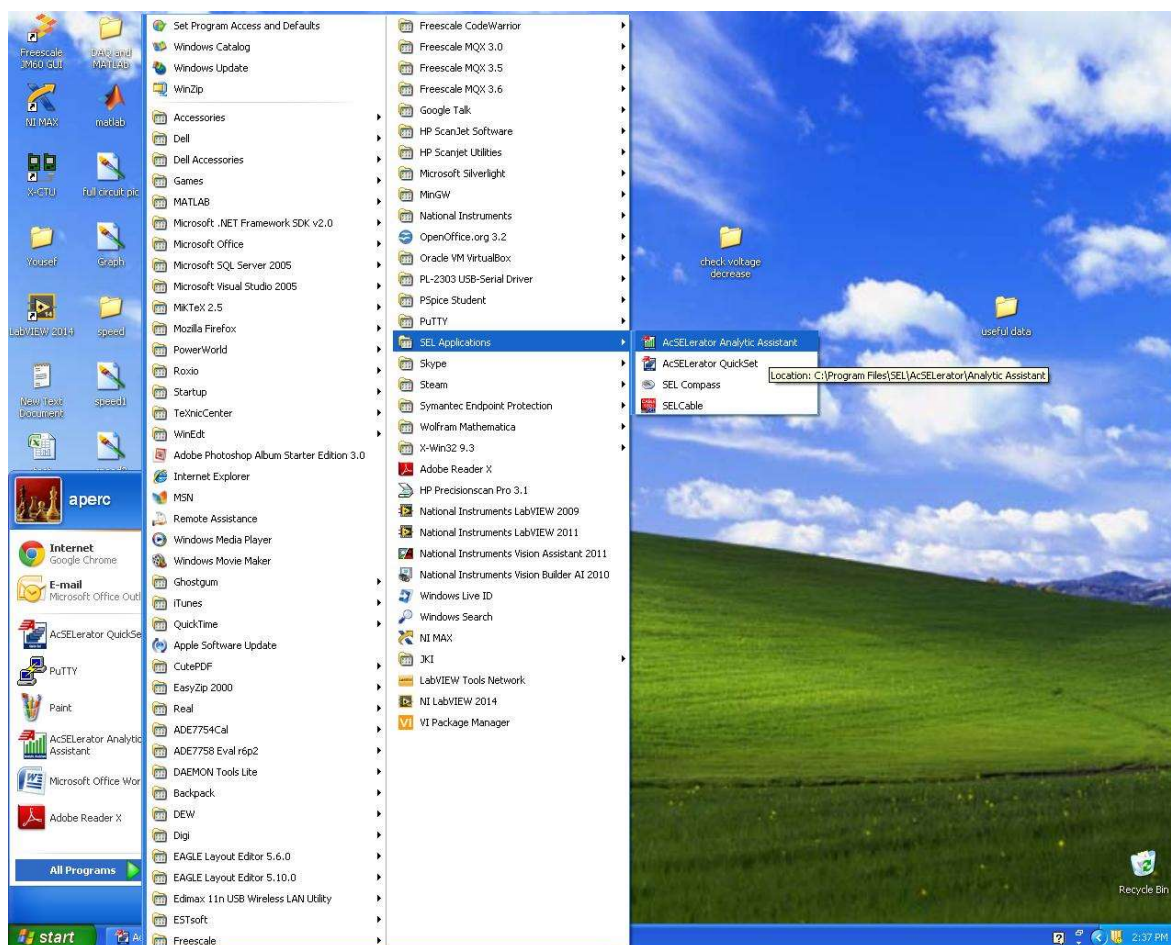 Freescale
JM60 GUI
DAQ and
MATLAB
NI MAX
matlab
X-CTU
full circuit pic
Yousef
Graph
LabVIEW 2014
speed
New Text
Document
speed1
check voltage
decrease
useful data
Recycle Bin
aperc
Internet
Google Chrome
E-mail
Microsoft Office Outl
AcSELerator QuickSe
PuTTY
Paint
AcSELerator Analytic
Assistant
Microsoft Office Wor
Adobe Reader X
All Programs
Set Program Access and Defaults
Windows Catalog
Windows Update
WinZip
Accessories
Dell
Dell Accessories
Games
MATLAB
Microsoft .NET Framework SDK v2.0
Microsoft Office
Microsoft SQL Server 2005
Microsoft Visual Studio 2005
MiKTeX 2.5
Mozilla Firefox
PowerWorld
Roxio
Startup
TeXnicCenter
WinEdt
Adobe Photoshop Album Starter Edition 3.0
Internet Explorer
MSN
Remote Assistance
Windows Media Player
Windows Movie Maker
Ghostgum
iTunes
QuickTime
Apple Software Update
CutePDF
EasyZip 2000
Real
ADE7754Cal
ADE7758 Eval r6p2
DAEMON Tools Lite
Backpack
DEW
Digi
EAGLE Layout Editor 5.6.0
EAGLE Layout Editor 5.10.0
Edimax 11n USB Wireless LAN Utility
ESTsoft
Freescale
Freescale CodeWarrior
Freescale MQX 3.0
Freescale MQX 3.5
Freescale MQX 3.6
Google Talk
HP ScanJet Software
HP Scanjet Utilities
Microsoft Silverlight
MinGW
National Instruments
OpenOffice.org 3.2
Oracle VM VirtualBox
PL-2303 USB-Serial Driver
PSpice Student
PuTTY
SEL Applications
Skype
Steam
Symantec Endpoint Protection
Wolfram Mathematica
X-Win32 9.3
Adobe Reader X
HP Precisionscan Pro 3.1
National Instruments LabVIEW 2009
National Instruments LabVIEW 2011
National Instruments Vision Assistant 2011
National Instruments Vision Builder AI 2010
Windows Live ID
Windows Search
NI MAX
JKI
LabVIEW Tools Network
NI LabVIEW 2014
VI Package Manager
AcSELerator Analytic Assistant
AcSELerator QuickSet
SEL Compass
SELCable
Location: C:\Program Files\SEL\AcSELerator\Analytic Assistant
start
2:37 PM